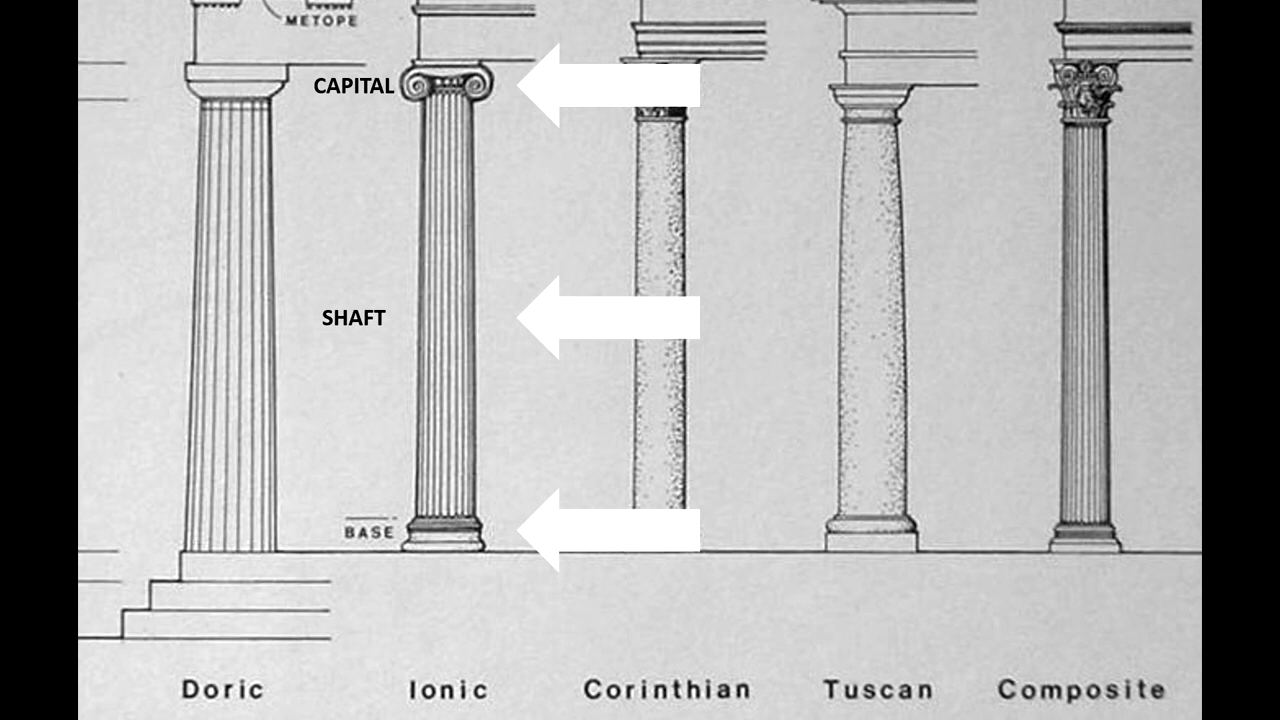 METOPE
CAPITAL
SHAFT
BASE
Doric Ionic Corinthian Tuscan Composite